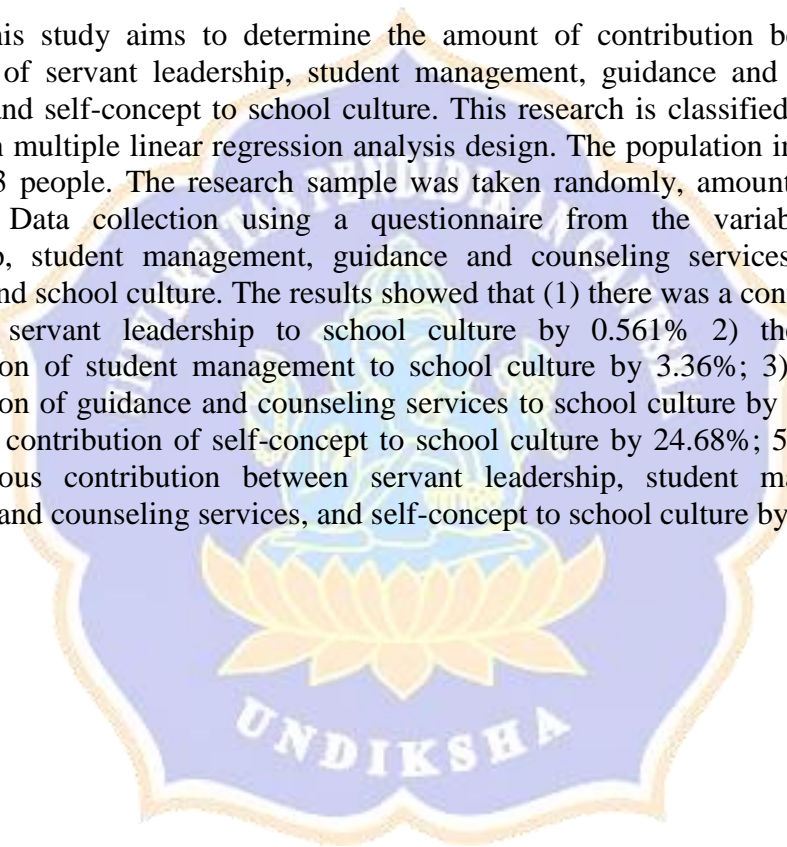 his study aims to determine the amount of contribution be
of servant leadership, student management, guidance and
nd self-concept to school culture. This research is classified
n multiple linear regression analysis design. The population in
3 people. The research sample was taken randomly, amount
Data collection using a questionnaire from the variab
p, student management, guidance and counseling services
nd school culture. The results showed that (1) there was a con
servant leadership to school culture by 0.561% 2) the
ion of student management to school culture by 3.36%; 3)
ion of guidance and counseling services to school culture by
contribution of self-concept to school culture by 24.68%; 5
ous contribution between servant leadership, student ma
and counseling services, and self-concept to school culture by
UNDIKSHA